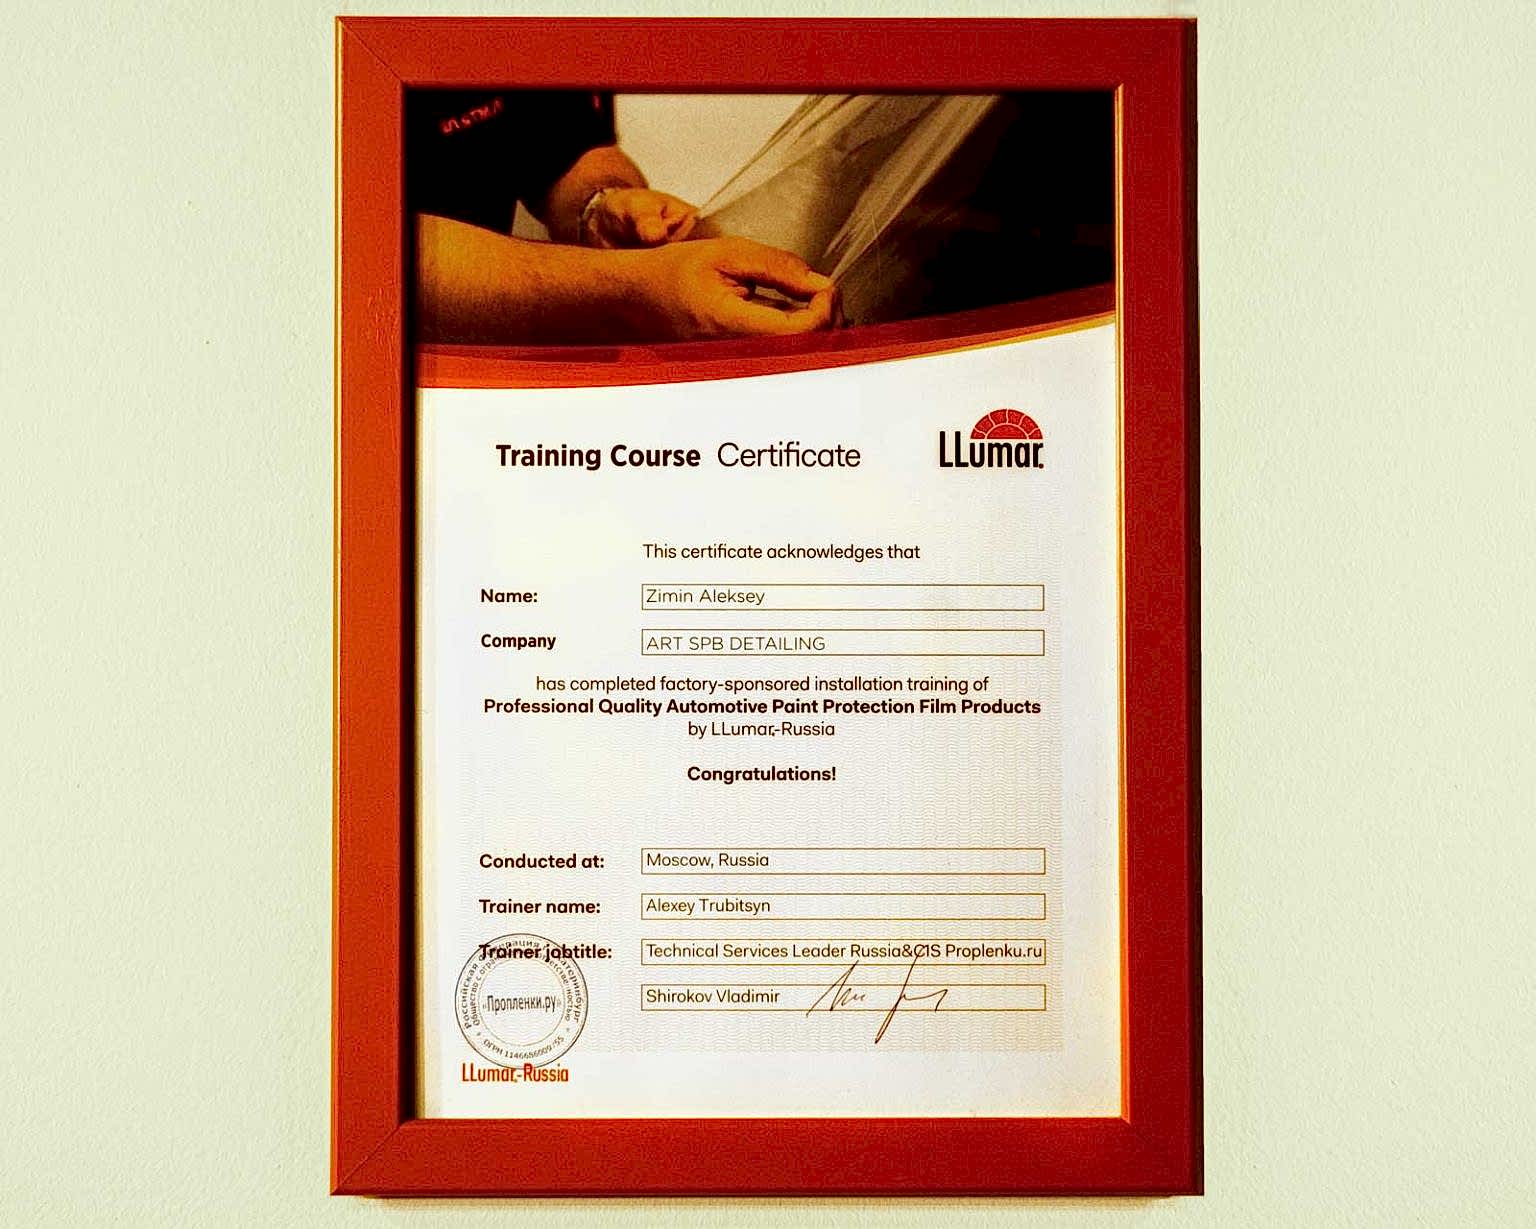 Training Course Certificate
LLumar.
This certificate acknowledges that
Name: Zimin Aleksey
Company ART SPB DETAILING
has completed factory-sponsored installation training of
Professional Quality Automotive Paint Protection Film Products
by LLumar.-Russia
Congratulations!
Conducted at: Moscow, Russia
Trainer name: Alexey Trubitsyn
Trainer jobtitle: Technical Services Leader Russia&CIS Proplenku.ru
Shirokov Vladimir
Российская
Общество с
«Пропленки.ру»
LLumar.-Russia